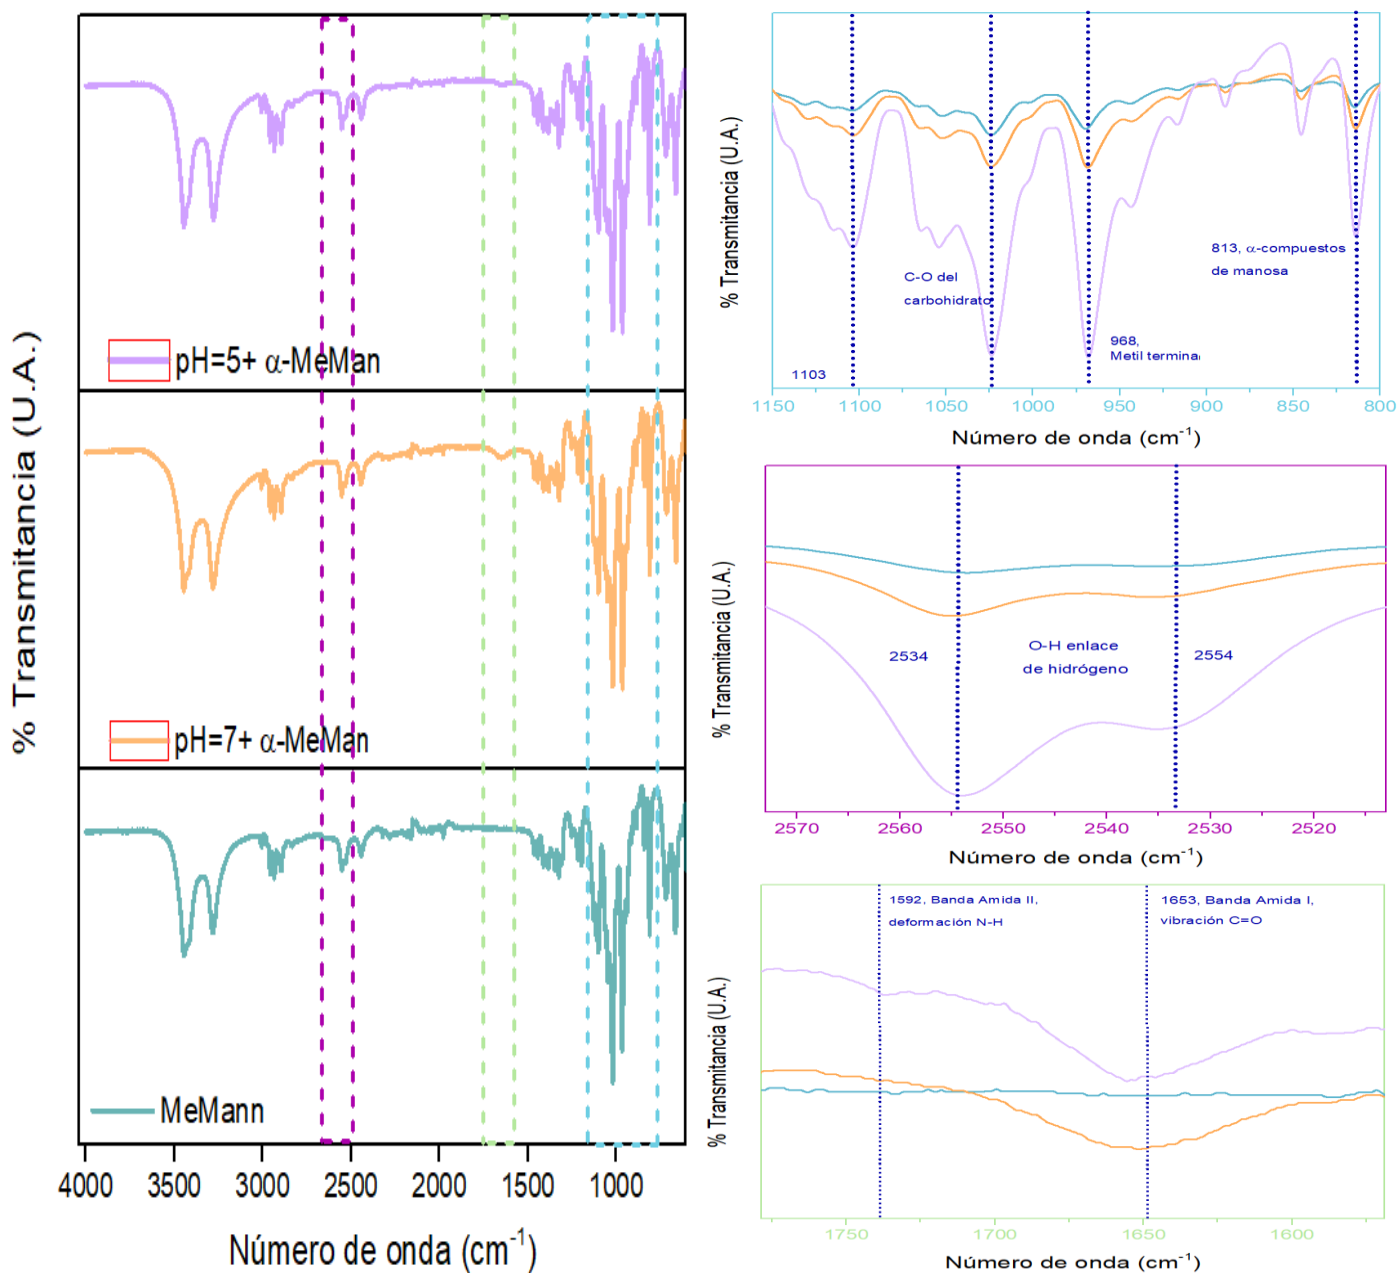 % Transmitancia (U.A.)
pH=5+ α-MeMan
pH=7+ α-MeMan
MeMann
4000 3500 3000 2500 2000 1500 1000
Número de onda (cm⁻¹)
% Transmitancia (U.A.)
C-O del
carbohidrato
813, α-compuestos
de manosa
968,
Metil termina
1103
1150 1100 1050 1000 950 900 850 800
Número de onda (cm⁻¹)
% Transmitancia (U.A.)
2534
O-H enlace
de hidrógeno
2554
2570 2560 2550 2540 2530 2520
Número de onda (cm⁻¹)
% Transmitancia (U.A.)
1592, Banda Amida II,
deformación N-H
1653, Banda Amida I,
vibración C=O
1750 1700 1650 1600
Número de onda (cm⁻¹)